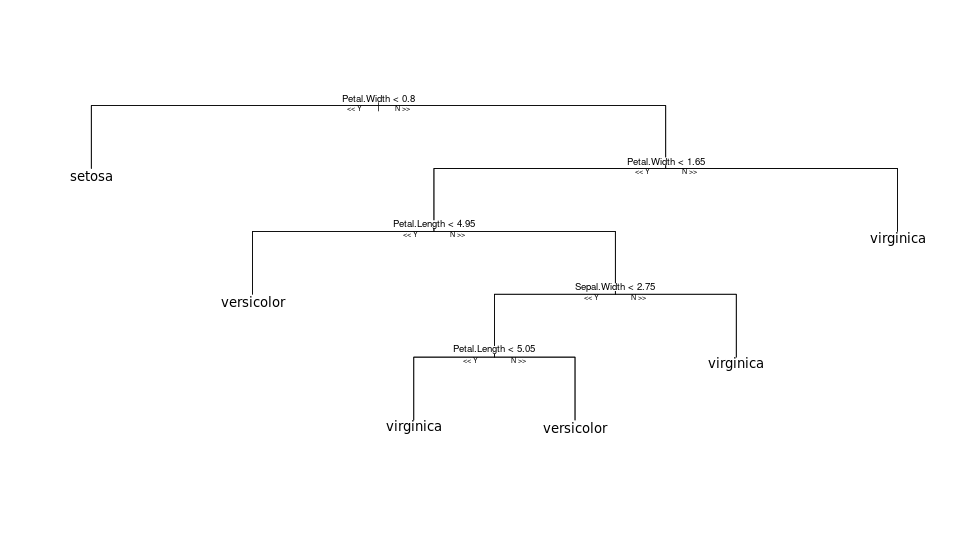 Petal.Width < 0.8
<< Y N >>
setosa
Petal.Width < 1.65
<< Y N >>
virginica
Petal.Length < 4.95
<< Y N >>
versicolor
Sepal.Width < 2.75
<< Y N >>
virginica
Petal.Length < 5.05
<< Y N >>
virginica
versicolor